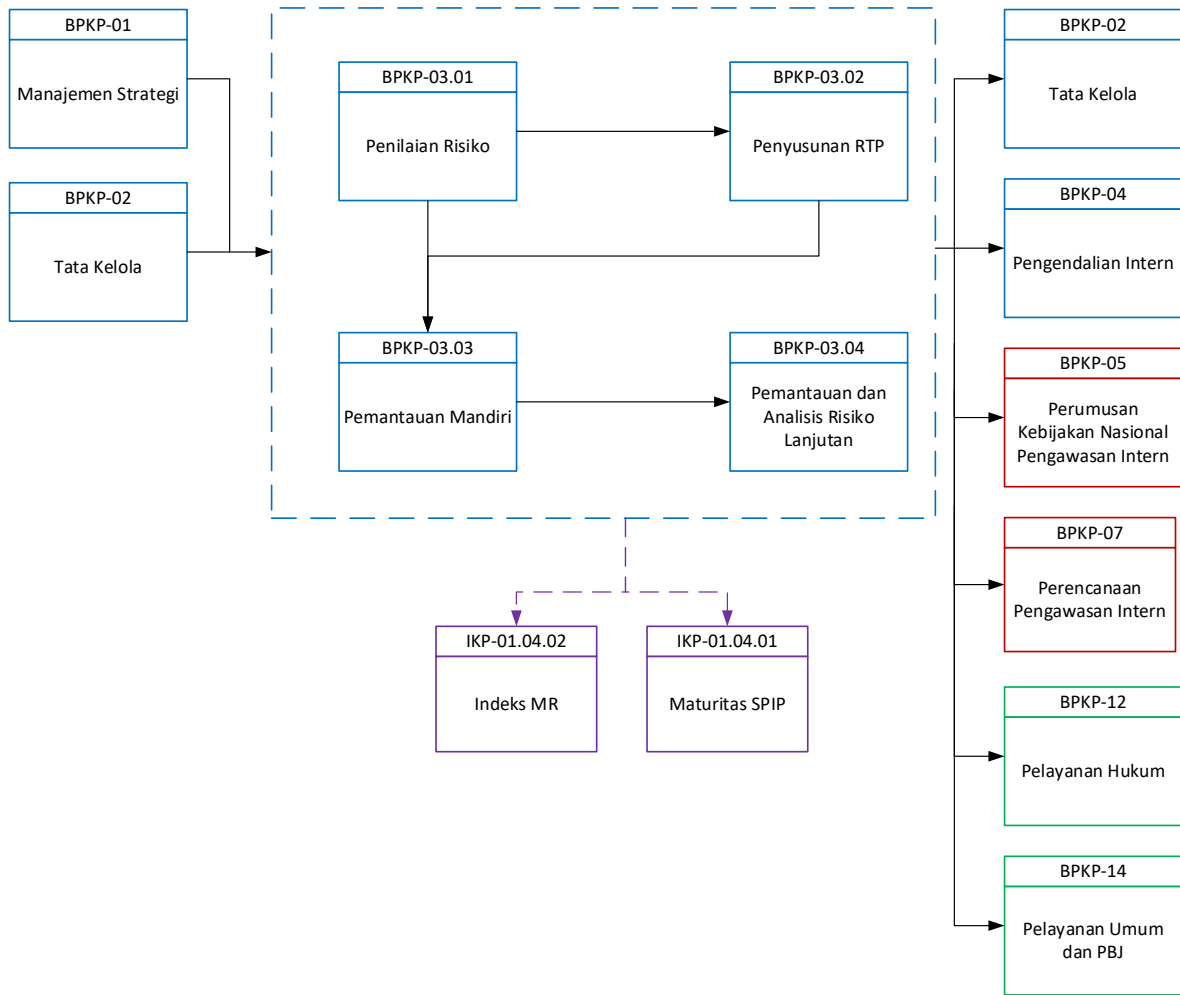 BPKP-01
Manajemen Strategi
BPKP-02
Tata Kelola
BPKP-03.01
Penilaian Risiko
BPKP-03.02
Penyusunan RTP
BPKP-03.03
Pemantauan Mandiri
BPKP-03.04
Pemantauan dan
Analisis Risiko
Lanjutan
IKP-01.04.02
Indeks MR
IKP-01.04.01
Maturitas SPIP
BPKP-02
Tata Kelola
BPKP-04
Pengendalian Intern
BPKP-05
Perumusan
Kebijakan Nasional
Pengawasan Intern
BPKP-07
Perencanaan
Pengawasan Intern
BPKP-12
Pelayanan Hukum
BPKP-14
Pelayanan Umum
dan PBJ